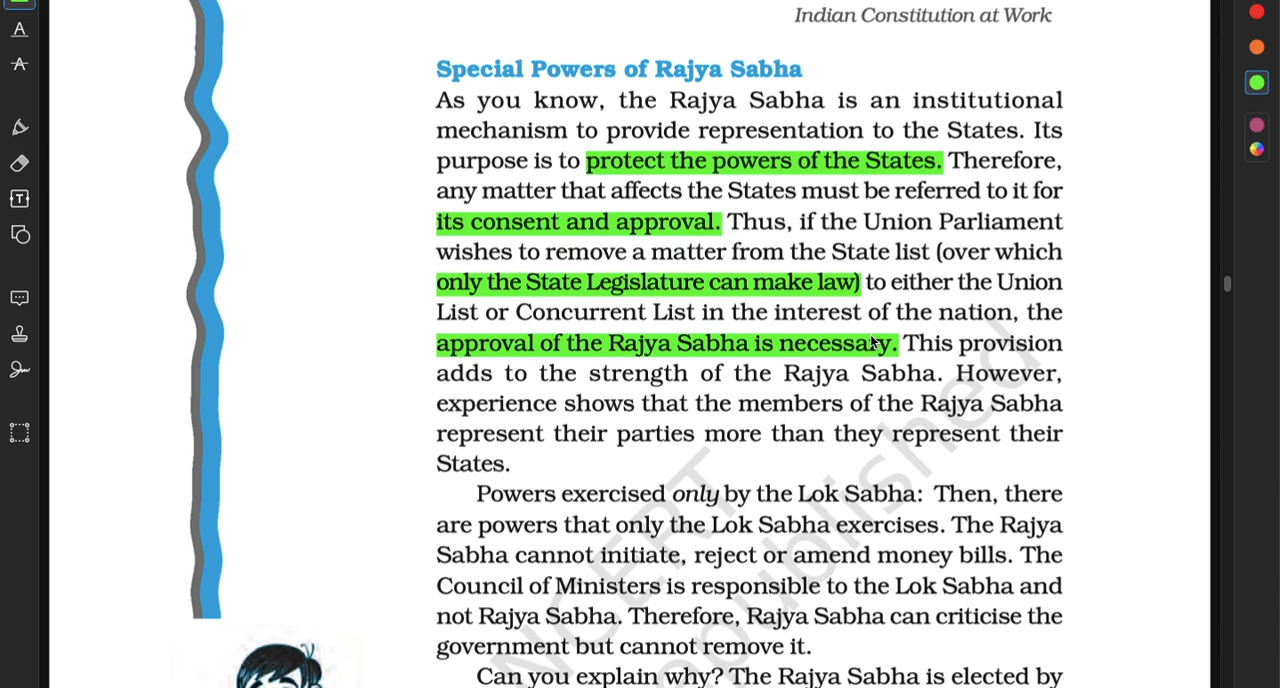 Indian Constitution at Work
Special Powers of Rajya Sabha
As you know, the Rajya Sabha is an institutional
mechanism to provide representation to the States. Its
purpose is to protect the powers of the States. Therefore,
any matter that affects the States must be referred to it for
its consent and approval. Thus, if the Union Parliament
wishes to remove a matter from the State list (over which
only the State Legislature can make law) to either the Union
List or Concurrent List in the interest of the nation, the
approval of the Rajya Sabha is necessary. This provision
adds to the strength of the Rajya Sabha. However,
experience shows that the members of the Rajya Sabha
represent their parties more than they represent their
States.
Powers exercised only by the Lok Sabha: Then, there
are powers that only the Lok Sabha exercises. The Rajya
Sabha cannot initiate, reject or amend money bills. The
Council of Ministers is responsible to the Lok Sabha and
not Rajya Sabha. Therefore, Rajya Sabha can criticise the
government but cannot remove it.
Can you explain why? The Rajya Sabha is elected by
NCERT
republished